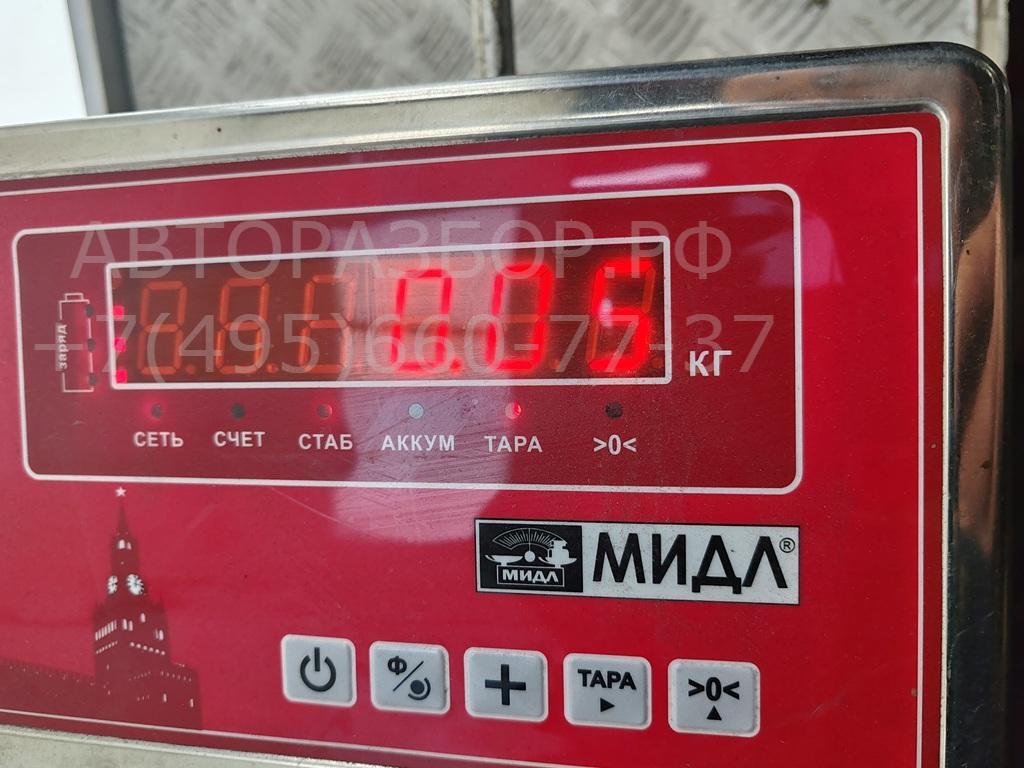 АВТОРАЗБОР.РФ
+7(495)660-77-37
заряд
0.05
КГ
СЕТЬ СЧЕТ СТАБ АККУМ ТАРА >0<
МИДЛ МИДЛ®
Ф ТАРА >0<